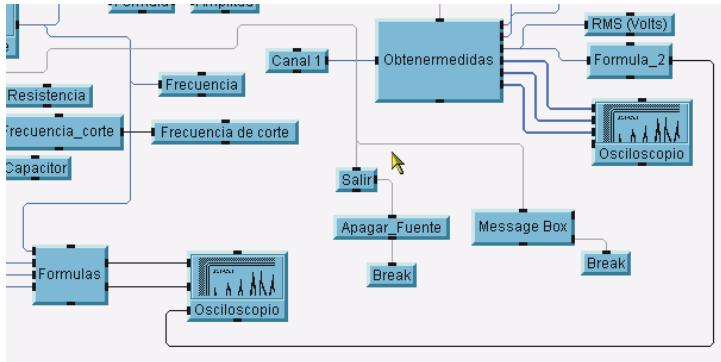 Formula
Amplitud
RMS (Volts)
Canal 1
Obtenermedidas
Formula_2
Frecuencia
Resistencia
Frecuencia_corte
Frecuencia de corte
Osciloscopio
Capacitor
Salir
Apagar_Fuente
Message Box
Break
Break
Formulas
Osciloscopio